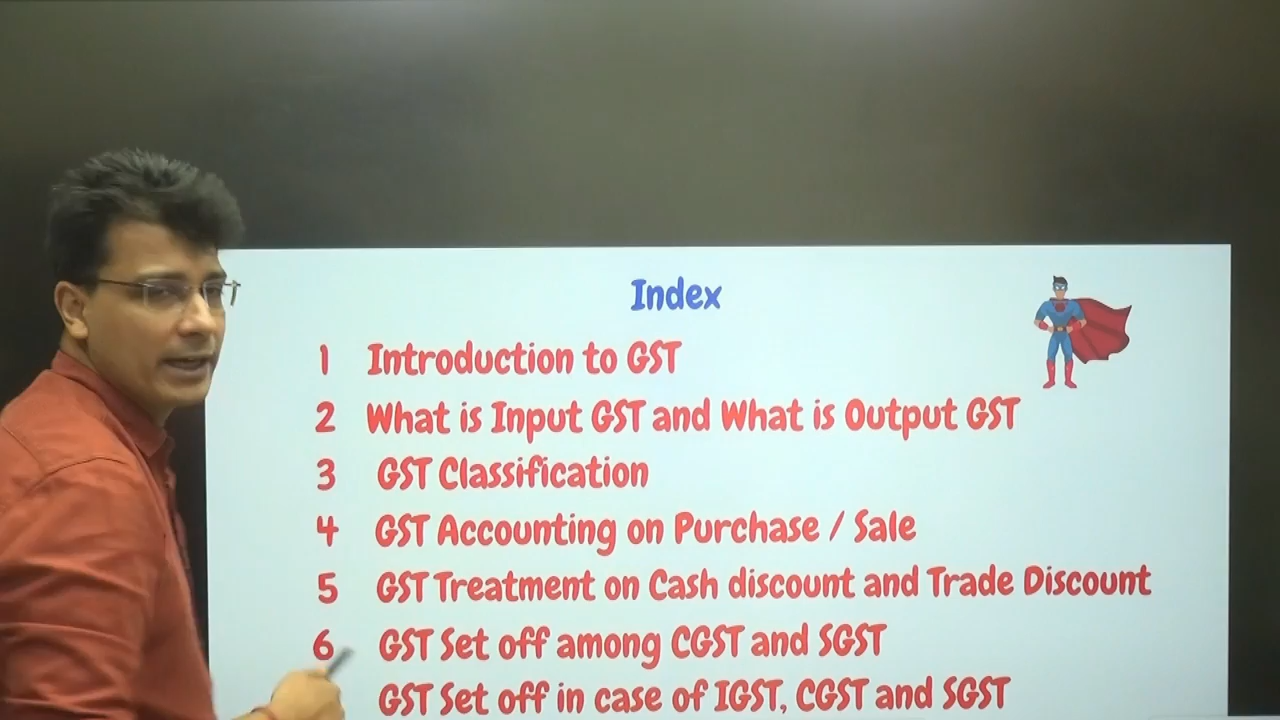 Index
1 Introduction to GST
2 What is Input GST and What is Output GST
3 GST Classification
4 GST Accounting on Purchase / Sale
5 GST Treatment on Cash discount and Trade Discount
6 GST Set off among CGST and SGST
GST Set off in case of IGST, CGST and SGST